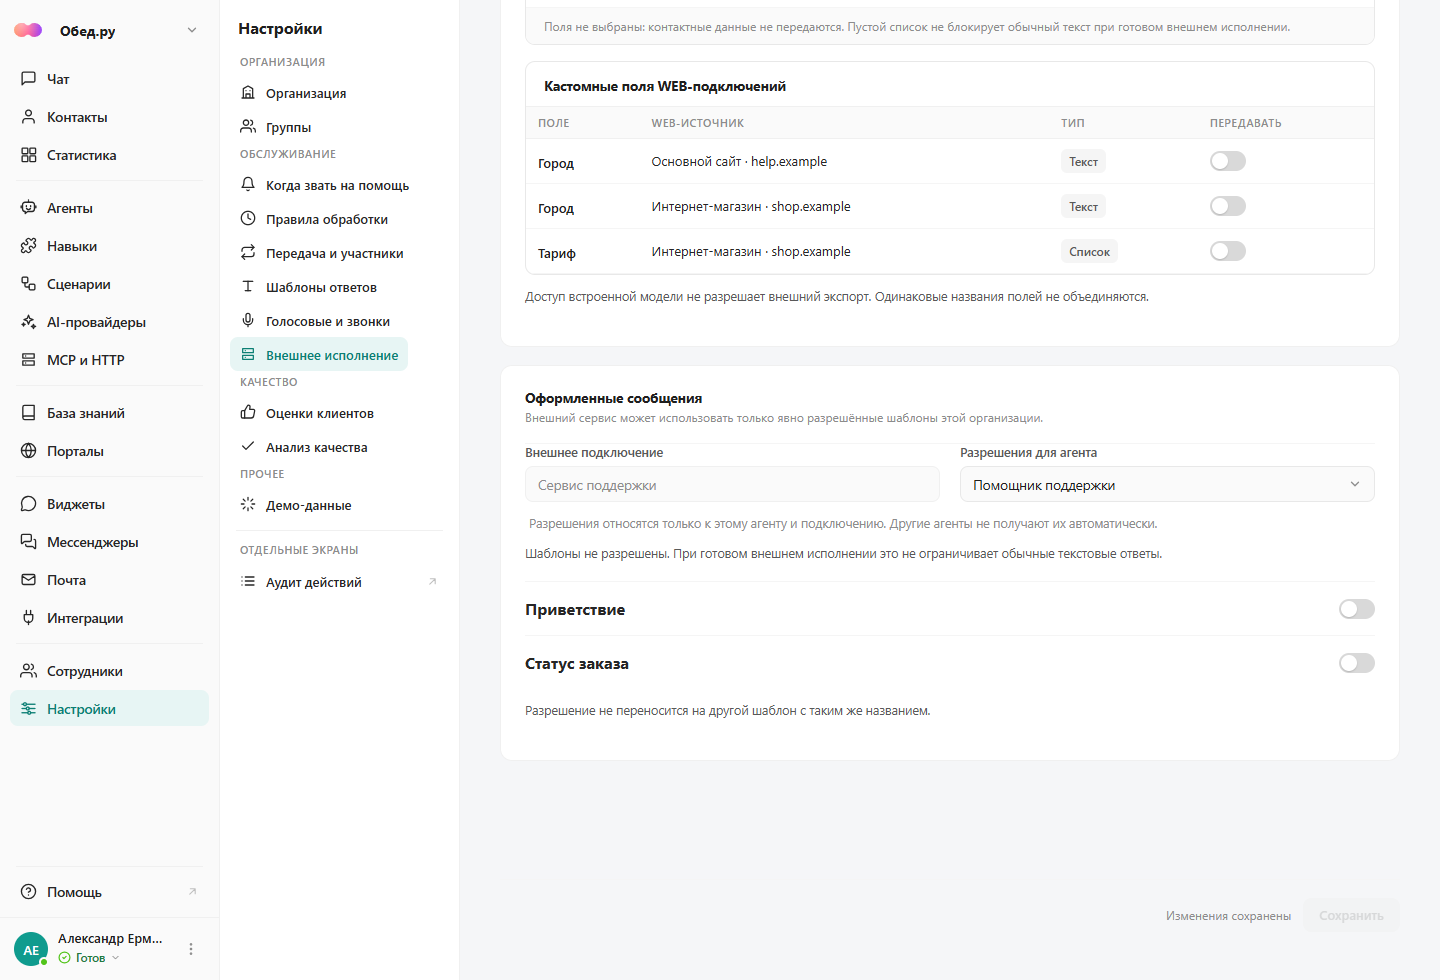 Обед.ру
Чат
Контакты
Статистика
Агенты
Навыки
Сценарии
AI-провайдеры
MCP и HTTP
База знаний
Порталы
Виджеты
Мессенджеры
Почта
Интеграции
Сотрудники
Настройки
Помощь
АЕ
Александр Ерм...
Готов
Настройки
ОРГАНИЗАЦИЯ
Организация
Группы
ОБСЛУЖИВАНИЕ
Когда звать на помощь
Правила обработки
Передача и участники
Шаблоны ответов
Голосовые и звонки
Внешнее исполнение
КАЧЕСТВО
Оценки клиентов
Анализ качества
ПРОЧЕЕ
Демо-данные
ОТДЕЛЬНЫЕ ЭКРАНЫ
Аудит действий
Поля не выбраны: контактные данные не передаются. Пустой список не блокирует обычный текст при готовом внешнем исполнении.
Кастомные поля WEB-подключений
ПОЛЕ WEB-ИСТОЧНИК ТИП ПЕРЕДАВАТЬ
Город Основной сайт · help.example Текст
Город Интернет-магазин · shop.example Текст
Тариф Интернет-магазин · shop.example Список
Доступ встроенной модели не разрешает внешний экспорт. Одинаковые названия полей не объединяются.
Оформленные сообщения
Внешний сервис может использовать только явно разрешённые шаблоны этой организации.
Внешнее подключение Разрешения для агента
Сервис поддержки Помощник поддержки
Разрешения относятся только к этому агенту и подключению. Другие агенты не получают их автоматически.
Шаблоны не разрешены. При готовом внешнем исполнении это не ограничивает обычные текстовые ответы.
Приветствие
Статус заказа
Разрешение не переносится на другой шаблон с таким же названием.
Изменения сохранены Сохранить